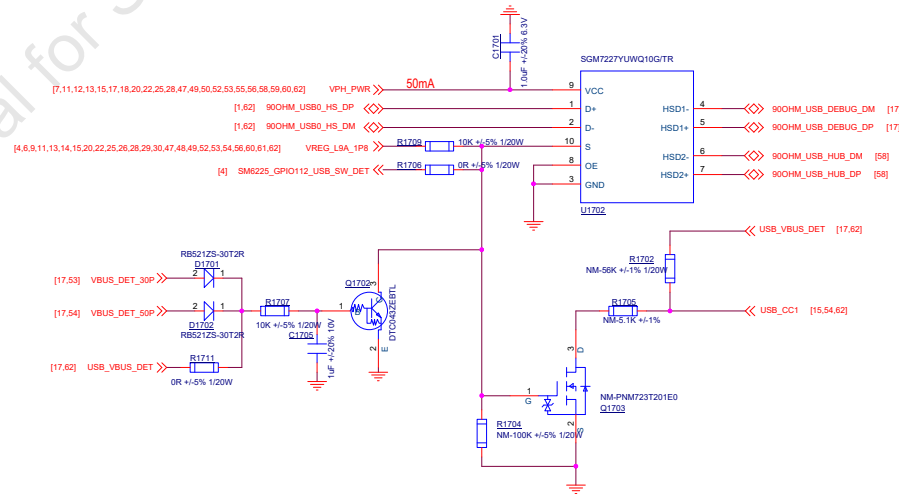 al for S
C1701
1.0uF +/-20% 6.3V
SGM7227YUWQ10G/TR
[7,11,12,13,15,17,18,20,22,25,28,47,49,50,52,53,55,56,58,59,60,62] VPH_PWR 50mA 9 VCC
[1,62] 90OHM_USB0_HS_DP 1 D+ HSD1- 4 90OHM_USB_DEBUG_DM [17
[1,62] 90OHM_USB0_HS_DM 2 D- HSD1+ 5 90OHM_USB_DEBUG_DP [17]
R1709 10K +/-5% 1/20W
[4,6,9,11,13,14,15,20,22,25,26,28,29,30,47,48,49,52,53,54,56,60,61,62] VREG_L9A_1P8 10 S HSD2- 6 90OHM_USB_HUB_DM [58]
R1706 0R +/-5% 1/20W
[4] SM6225_GPIO112_USB_SW_DET 8 OE HSD2+ 7 90OHM_USB_HUB_DP [58]
3 GND
U1702
USB_VBUS_DET [17,62]
RB521ZS-30T2R
D1701
R1702
NM-56K +/-1% 1/20W
[17,53] VBUS_DET_30P 2 1
Q1702 3 C
DTC043ZEBTL
[17,54] VBUS_DET_50P 2 1 R1707 1
R1705 USB_CC1 [15,54,62]
D1702 10K +/-5% 1/20W NM-5.1K +/-1%
RB521ZS-30T2R C1705
1uF +/-20% 10V
2 E
3 D
[17,62] USB_VBUS_DET R1711
0R +/-5% 1/20W
1 G
NM-PNM723T201E0
Q1703
2 S
R1704
NM-100K +/-5% 1/20W